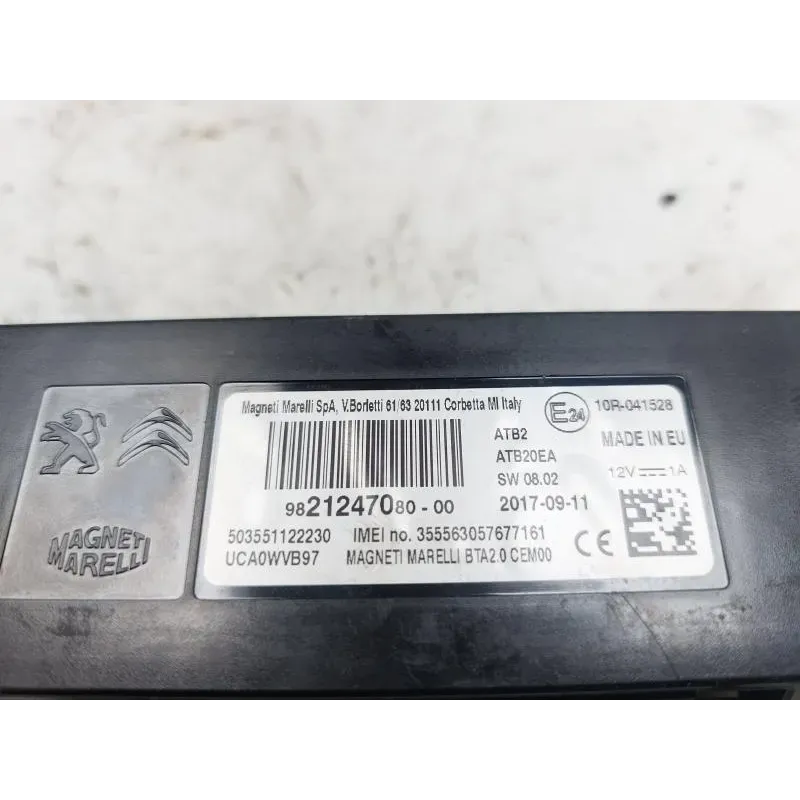 Magneti Marelli SpA, V.Borletti 61/63 20111 Corbetta MI Italy
E24
10R-041528
ATB2
MADE IN EU
ATB20EA
SW 08.02
12V 1A
9821247080-00
2017-09-11
503551122230
IMEI no. 355563057677161
UCA0WVB97
MAGNETI MARELLI BTA2.0 CEM00
CE
MAGNETI
MARELLI